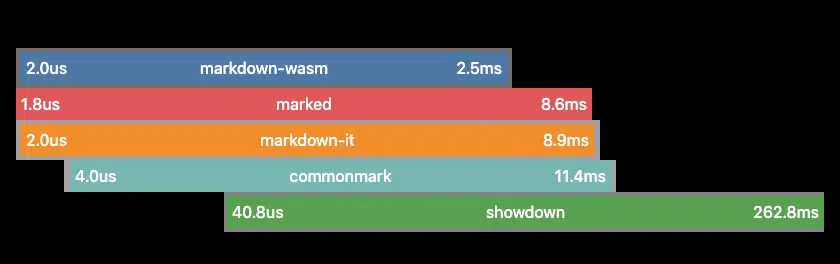 2.0us markdown-wasm 2.5ms
1.8us marked 8.6ms
2.0us markdown-it 8.9ms
4.0us commonmark 11.4ms
40.8us showdown 262.8ms